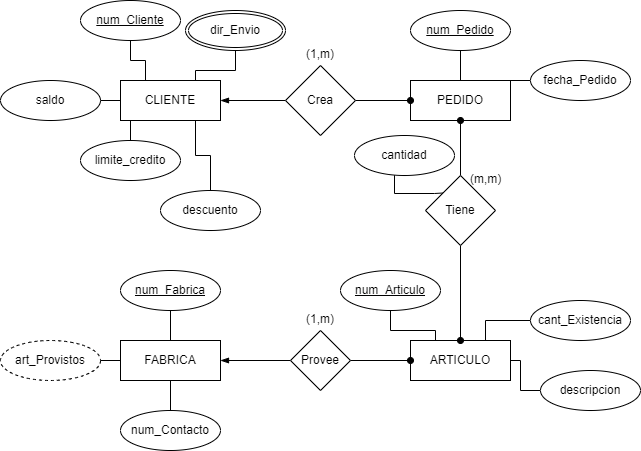 num_Cliente
dir_Envio
num_Pedido
(1,m)
fecha_Pedido
saldo
CLIENTE
Crea
PEDIDO
limite_credito
cantidad
(m,m)
descuento
Tiene
num_Fabrica
num_Articulo
(1,m)
cant_Existencia
art_Provistos
FABRICA
Provee
ARTICULO
descripcion
num_Contacto